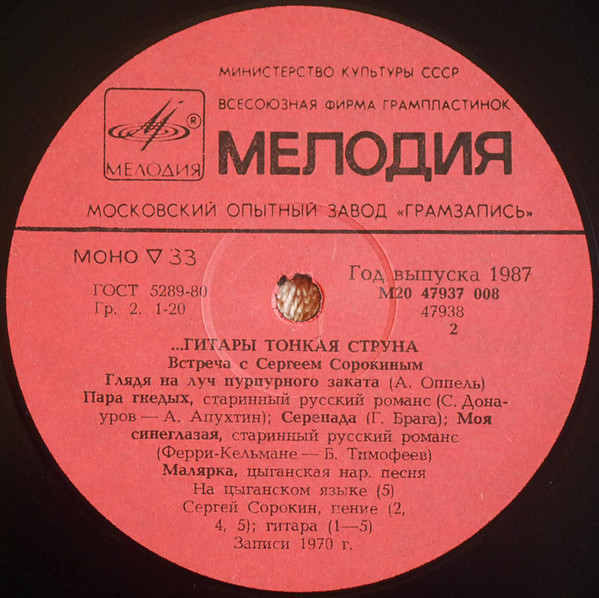 МИНИСТЕРСТВО КУЛЬТУРЫ СССР
ВСЕСОЮЗНАЯ ФИРМА ГРАМПЛАСТИНОК
®
МЕЛОДИЯ
МЕЛОДИЯ
МОСКОВСКИЙ ОПЫТНЫЙ ЗАВОД «ГРАМЗАПИСЬ»
МОНО ▽ 33
Год выпуска 1987
ГОСТ 5289-80
М20 47937 008
Гр. 2. 1-20
47938
2
...ГИТАРЫ ТОНКАЯ СТРУНА
Встреча с Сергеем Сорокиным
Глядя на луч пурпурного заката (А. Оппель)
Пара гнедых, старинный русский романс (С. Дона-
уров — А. Апухтин); Серенада (Г. Брага); Моя
синеглазая, старинный русский романс
(Ферри-Кельмане — Б. Тимофеев)
Малярка, цыганская нар. песня
На цыганском языке (5)
Сергей Сорокин, пение (2,
4, 5); гитара (1—5)
Записи 1970 г.